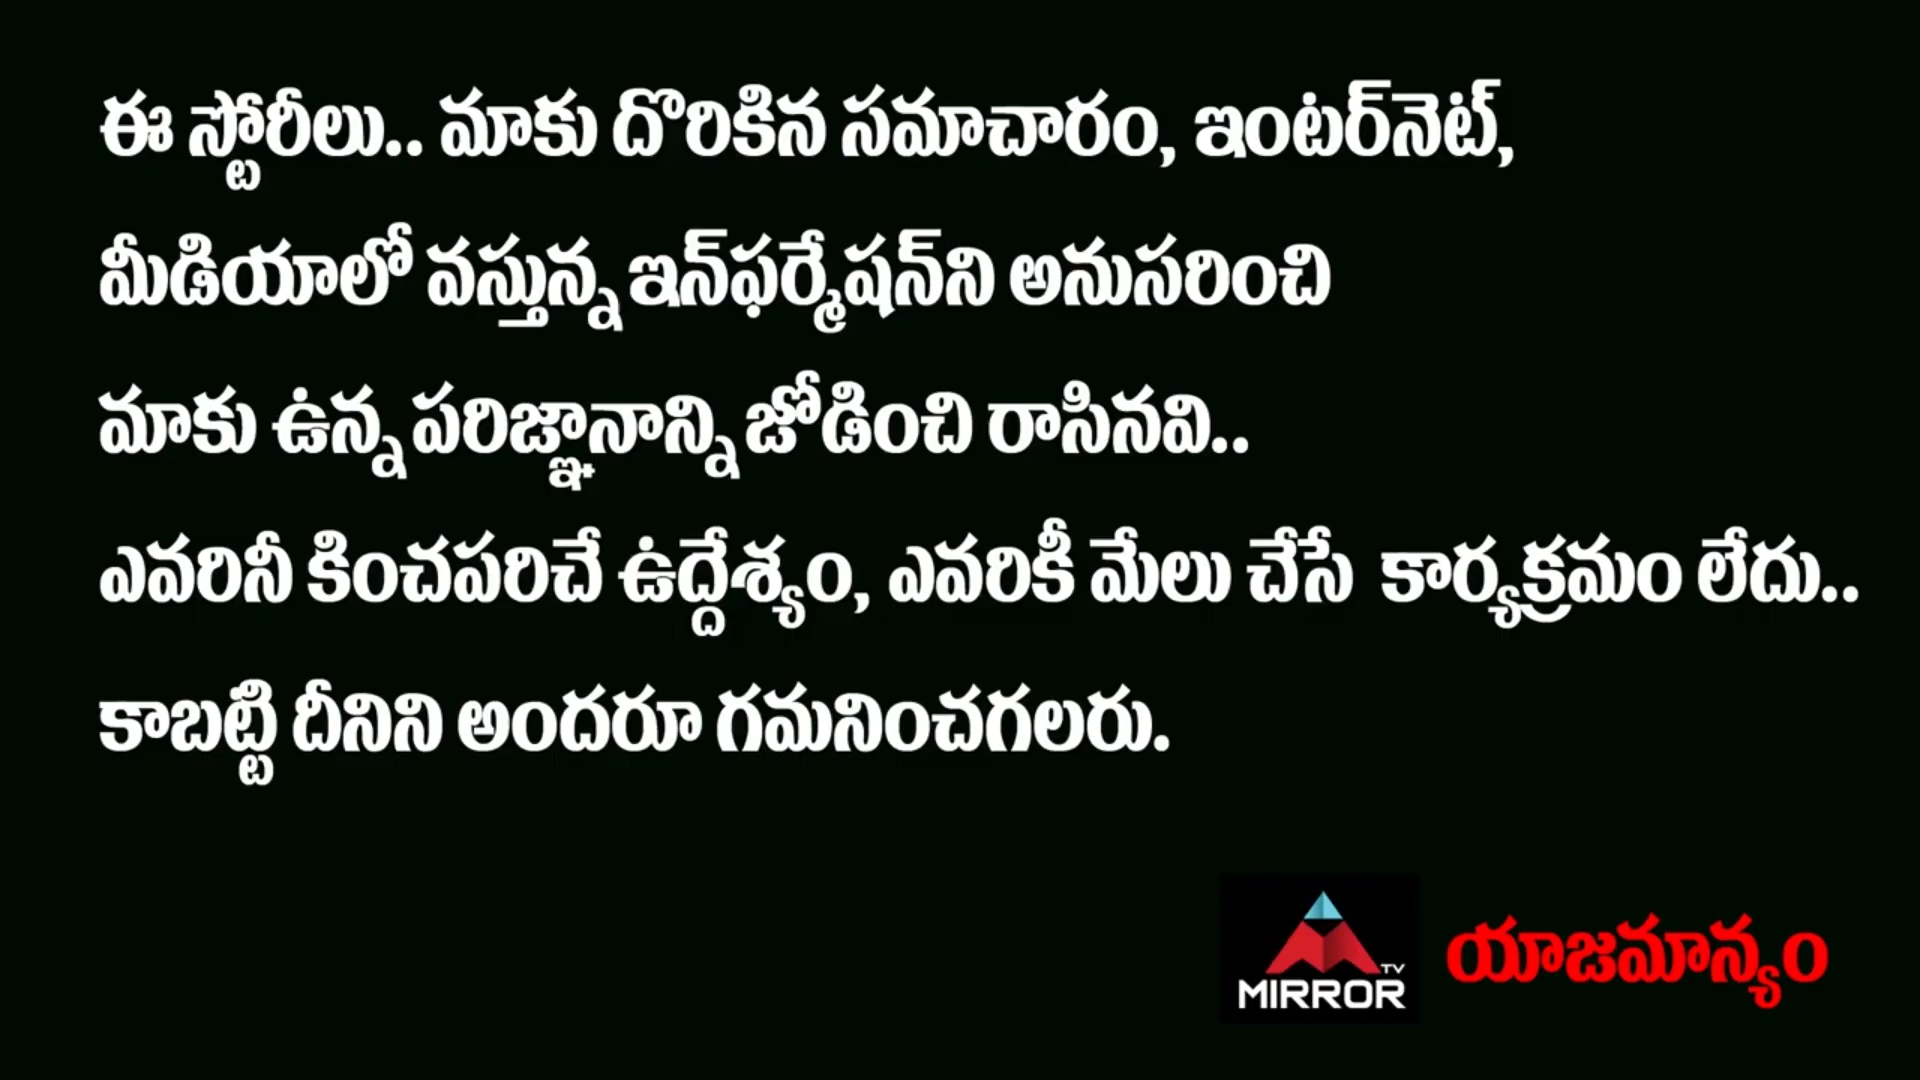 ఈ స్టోరీలు.. మాకు దొరికిన సమాచారం, ఇంటర్‌నెట్,
మీడియాలో వస్తున్న ఇన్‌ఫర్మేషన్‌ని అనుసరించి
మాకు ఉన్న పరిజ్ఞానాన్ని జోడించి రాసినవి..
ఎవరినీ కించపరిచే ఉద్దేశ్యం, ఎవరికీ మేలు చేసే కార్యక్రమం లేదు..
కాబట్టి దీనిని అందరూ గమనించగలరు.
TV
MIRROR
యాజమాన్యం